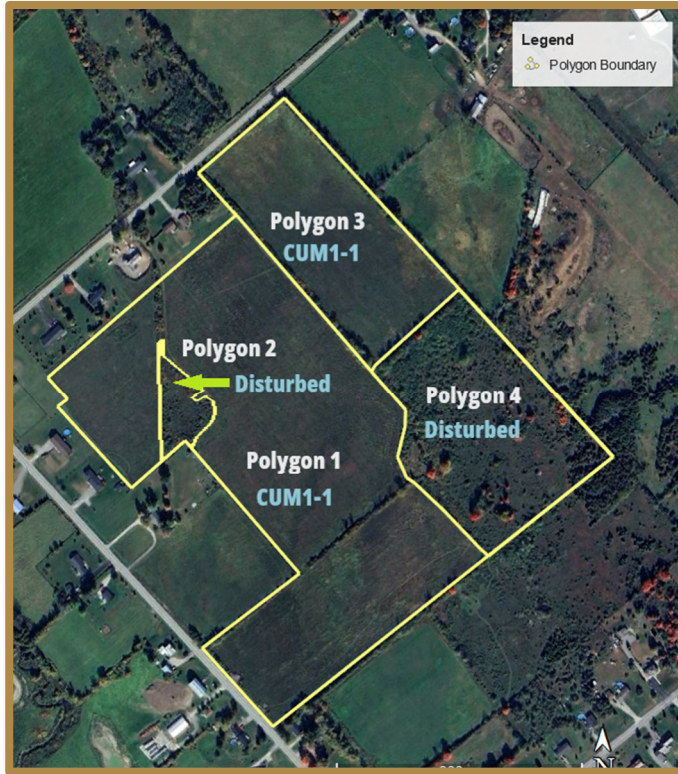 Legend
Polygon Boundary
Polygon 3
CUM1-1
Polygon 2
Disturbed
Polygon 4
Disturbed
Polygon 1
CUM1-1
N